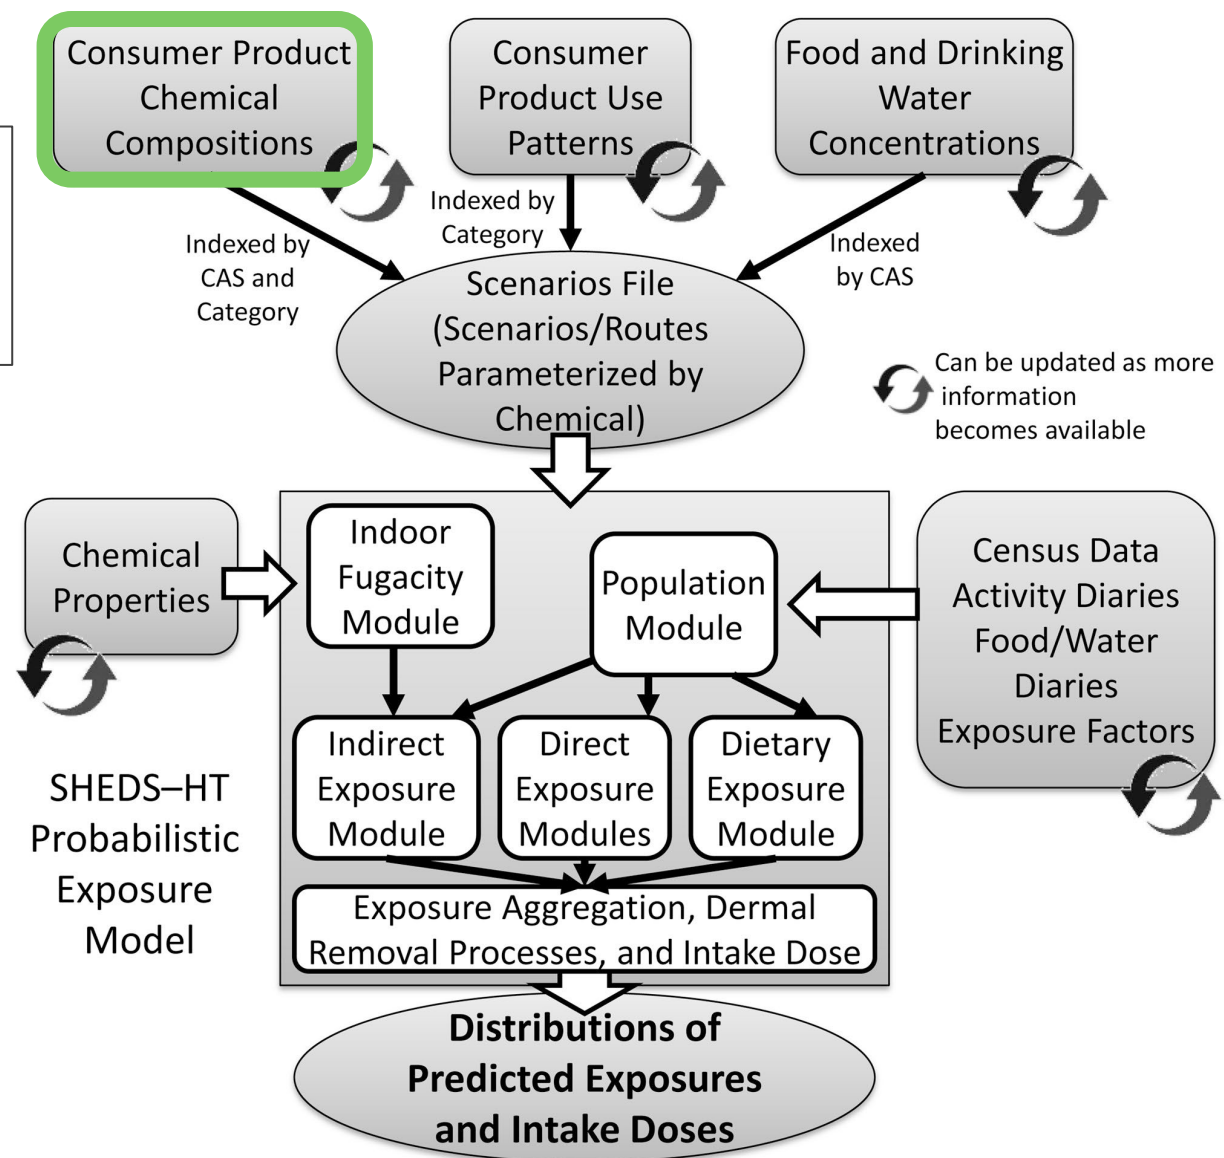 Consumer Product
Chemical
Compositions
Consumer
Product Use
Patterns
Food and Drinking
Water
Concentrations
Indexed by
CAS and
Category
Indexed by
Category
Indexed
by CAS
Scenarios File
(Scenarios/Routes
Parameterized by
Chemical)
Can be updated as more
information
becomes available
Chemical
Properties
Indoor
Fugacity
Module
Population
Module
Census Data
Activity Diaries
Food/Water
Diaries
Exposure Factors
Indirect
Exposure
Module
Direct
Exposure
Modules
Dietary
Exposure
Module
SHEDS–HT
Probabilistic
Exposure
Model
Exposure Aggregation, Dermal
Removal Processes, and Intake Dose
Distributions of
Predicted Exposures
and Intake Doses